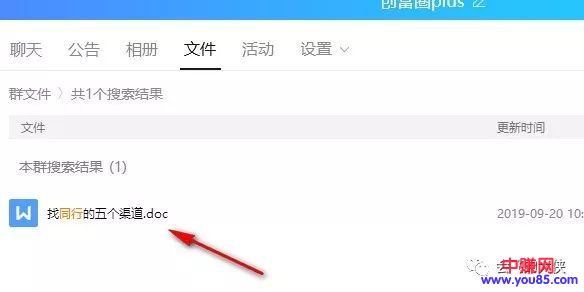 创富圈plus
聊天 公告 相册 文件 活动 设置
群文件 〉共1个搜索结果
文件 更新时间
本群搜索结果 (1)
W 找同行的五个渠道.doc 2019-09-20 10:
侠
中赚网
www.you85.com